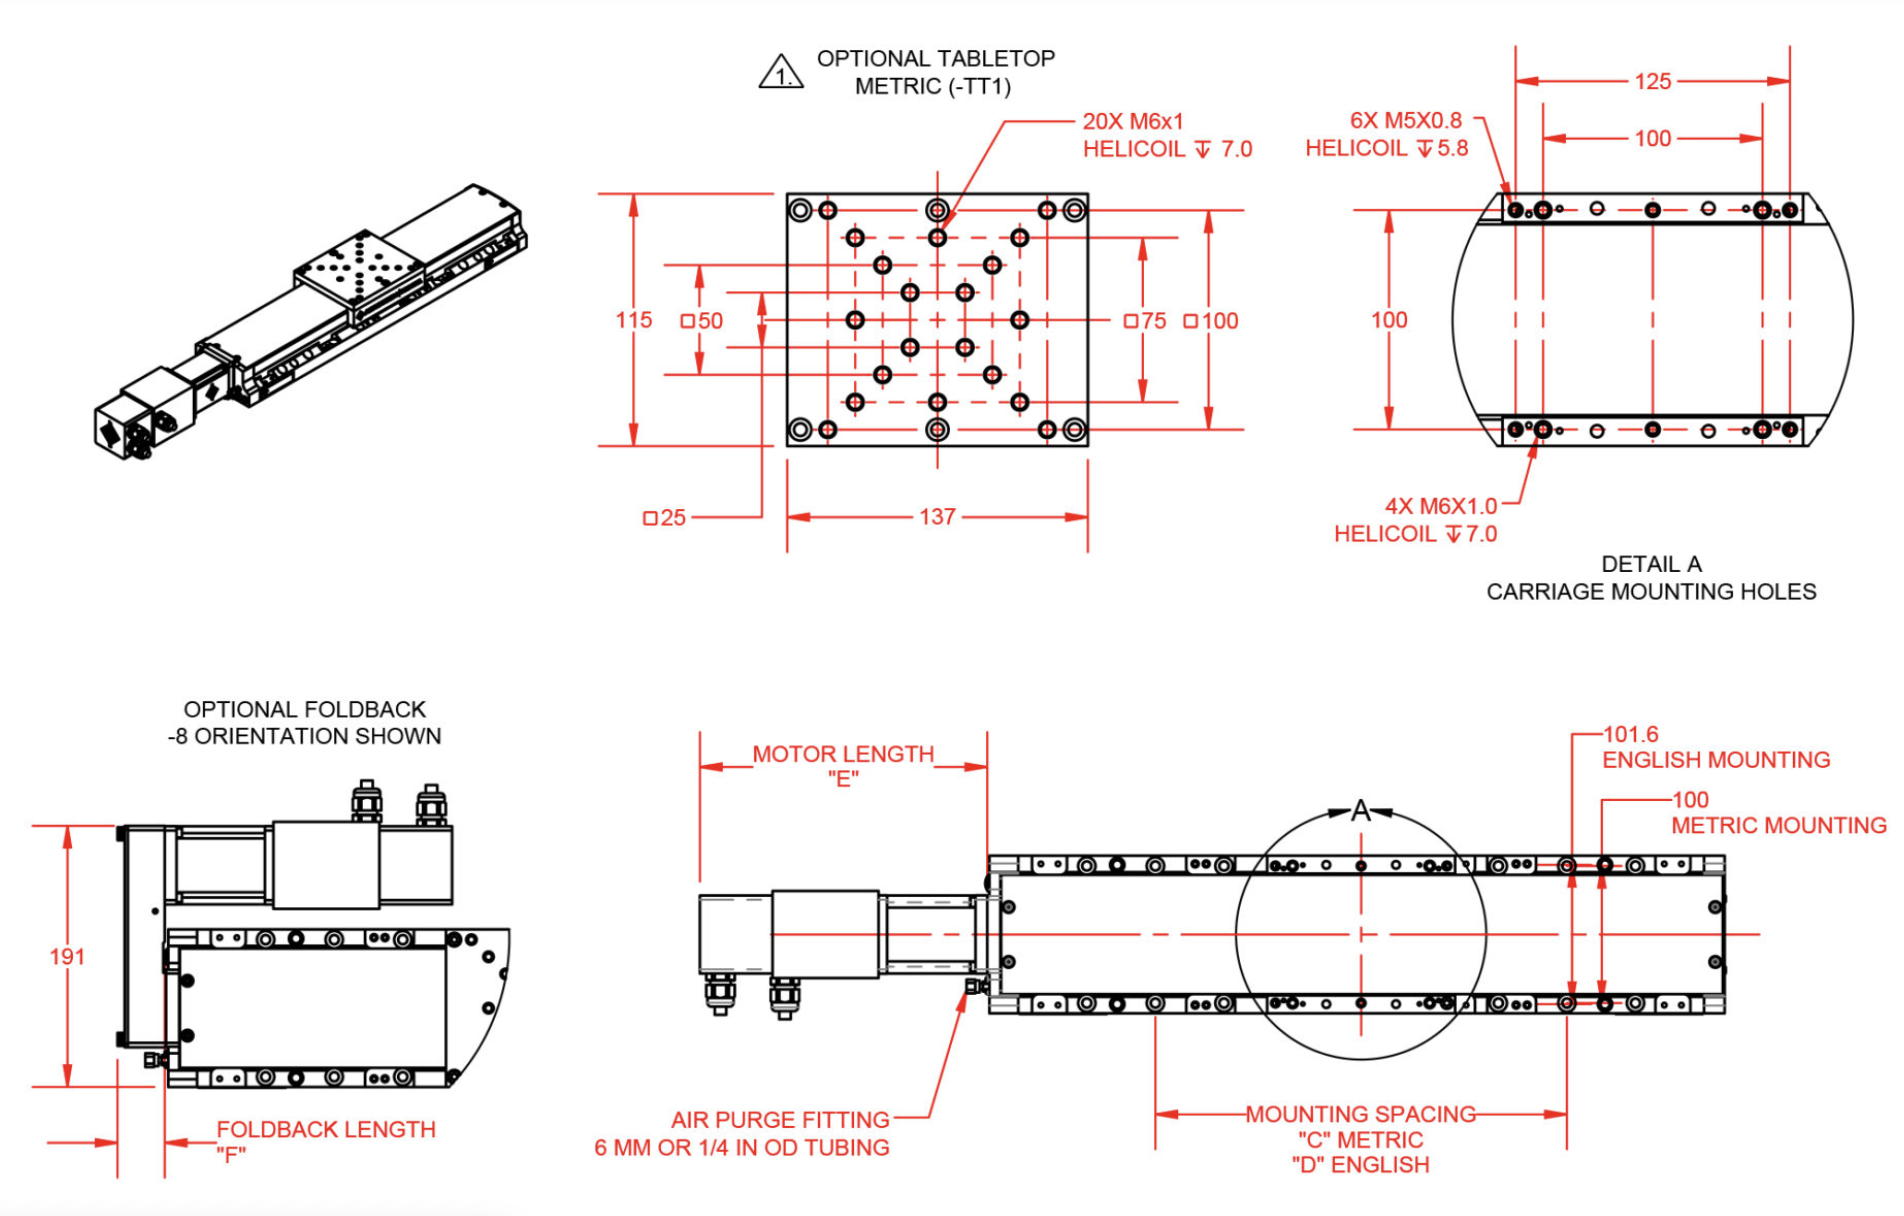 OPTIONAL TABLETOP
METRIC (-TT1)
1.
20X M6x1
HELICOIL ↧ 7.0
115
□50
□75
□100
□25
137
125
6X M5X0.8
HELICOIL ↧5.8
100
100
4X M6X1.0
HELICOIL ↧7.0
DETAIL A
CARRIAGE MOUNTING HOLES
OPTIONAL FOLDBACK
-8 ORIENTATION SHOWN
191
FOLDBACK LENGTH
"F"
MOTOR LENGTH
"E"
A
101.6
ENGLISH MOUNTING
100
METRIC MOUNTING
AIR PURGE FITTING
6 MM OR 1/4 IN OD TUBING
MOUNTING SPACING
"C" METRIC
"D" ENGLISH